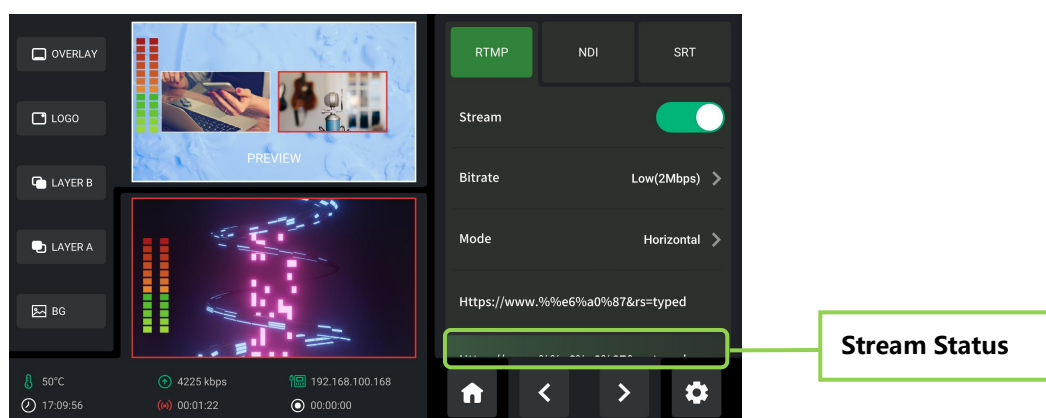 OVERLAY
LOGO
LAYER B
LAYER A
BG
PREVIEW
RTMP NDI SRT
Stream
Bitrate Low(2Mbps)
Mode Horizontal
Https://www.%%e6%a0%87&rs=typed
Stream Status
50°C 4225 kbps 192.168.100.168
17:09:56 00:01:22 00:00:00